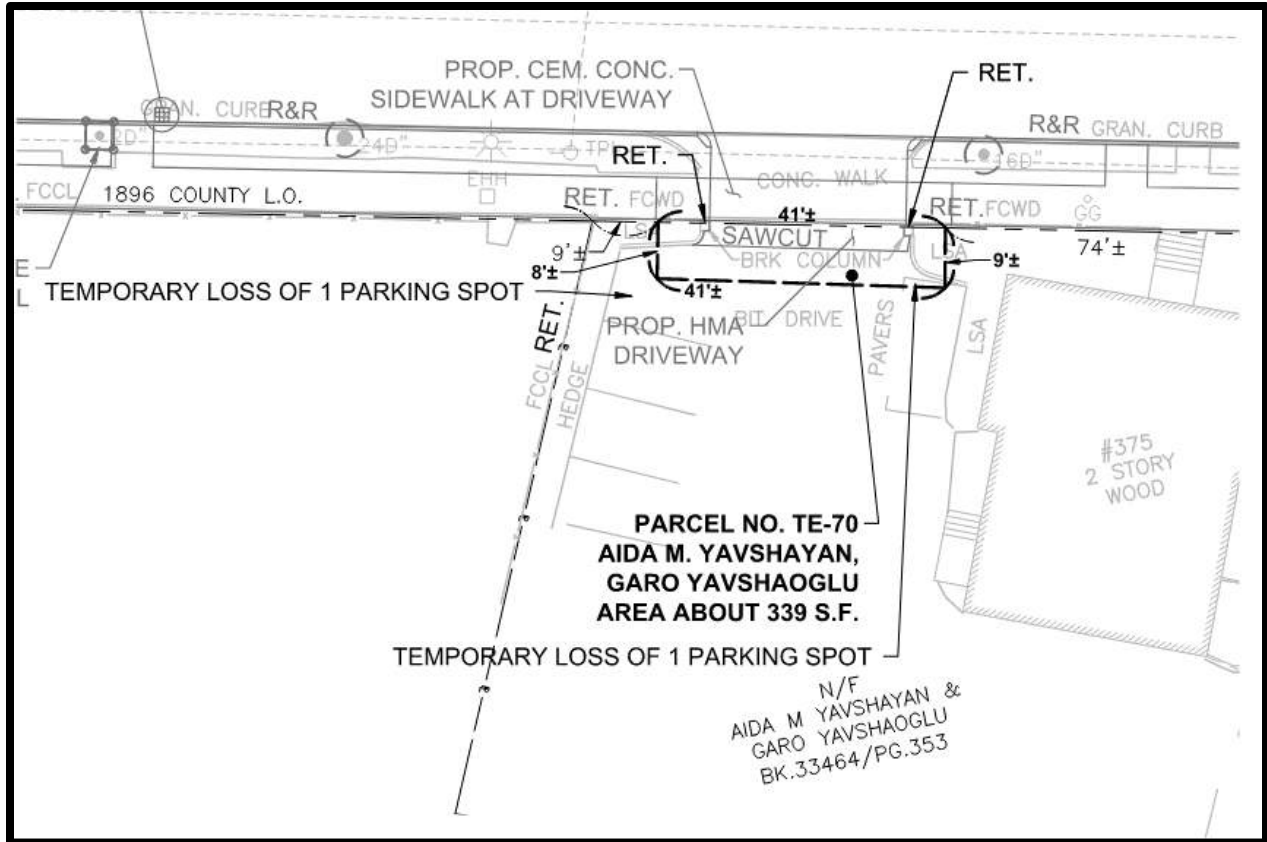 PROP. CEM. CONC.
SIDEWALK AT DRIVEWAY
RET.
GRAN. CURB
R&R
R&R
GRAN. CURB
24D"
TPL
16D"
RET.
CONC. WALK
EHH
FCCL
1896 COUNTY L.O.
RET.
FCWD
41'±
RET.
FCWD
GG
SAWCUT
9'±
8'±
BRK COLUMN
LSA
9'±
74'±
E
L
TEMPORARY LOSS OF 1 PARKING SPOT
41'±
PROP. HMA
DRIVEWAY
BIT DRIVE
RET.
FCCL
HEDGE
PAVERS
LSA
#375
2 STORY
WOOD
PARCEL NO. TE-70
AIDA M. YAVSHAYAN,
GARO YAVSHAOGLU
AREA ABOUT 339 S.F.
TEMPORARY LOSS OF 1 PARKING SPOT
N/F
AIDA M YAVSHAYAN &
GARO YAVSHAOGLU
BK.33464/PG.353